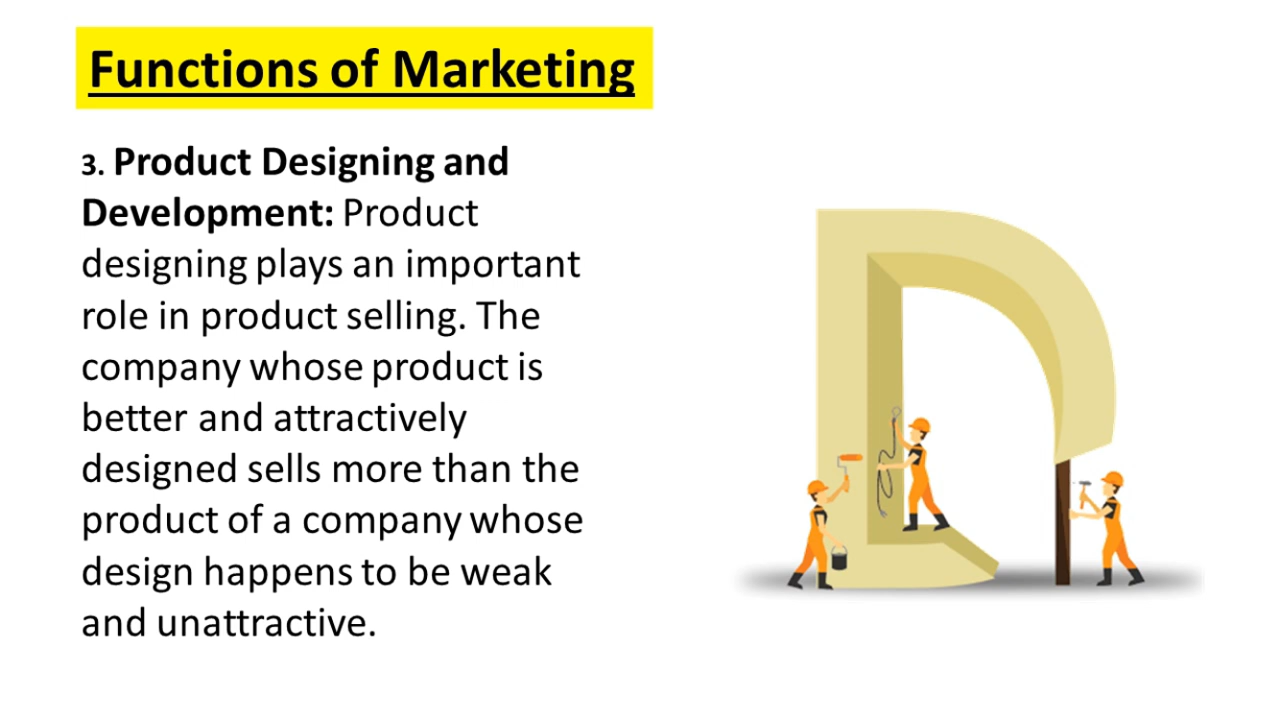 Functions of Marketing
3. Product Designing and
Development: Product
designing plays an important
role in product selling. The
company whose product is
better and attractively
designed sells more than the
product of a company whose
design happens to be weak
and unattractive.